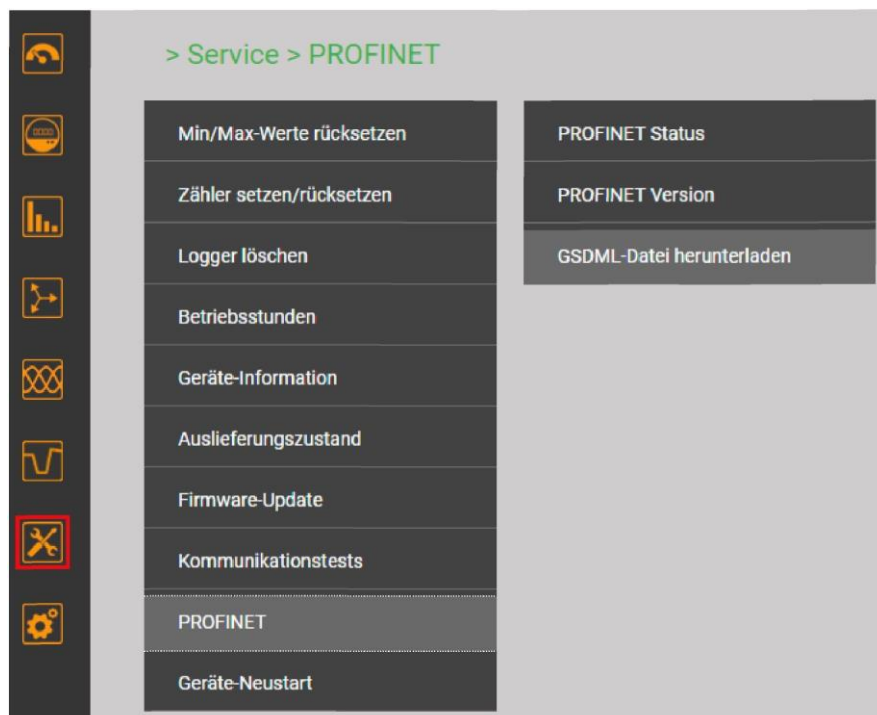 > Service > PROFINET
Min/Max-Werte rücksetzen
Zähler setzen/rücksetzen
Logger löschen
Betriebsstunden
Geräte-Information
Auslieferungszustand
Firmware-Update
Kommunikationstests
PROFINET
Geräte-Neustart
PROFINET Status
PROFINET Version
GSDML-Datei herunterladen